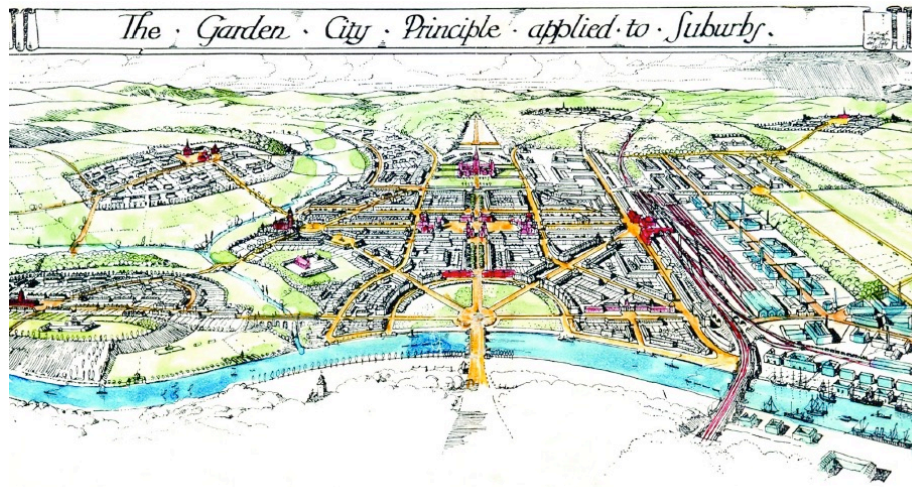 The · Garden · City · Principle · applied · to · Suburbs.